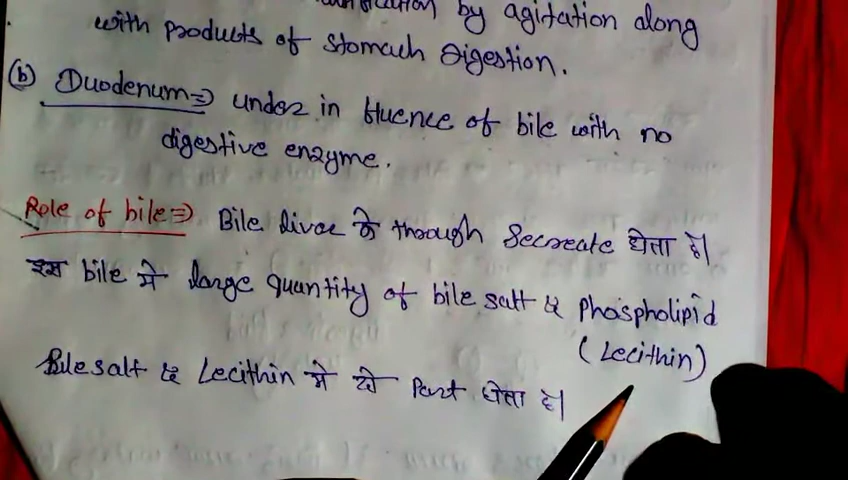 by agitation along
with products of stomach digestion.
(b) Duodenum ⇒ under influence of bile with no
digestive enzyme.
Role of bile ⇒ Bile liver के through Secreate होता है।
इस bile मे large quantity of bile salt & Phospholipid
(Lecithin)
Bile salt & Lecithin मे दो Part होता है।